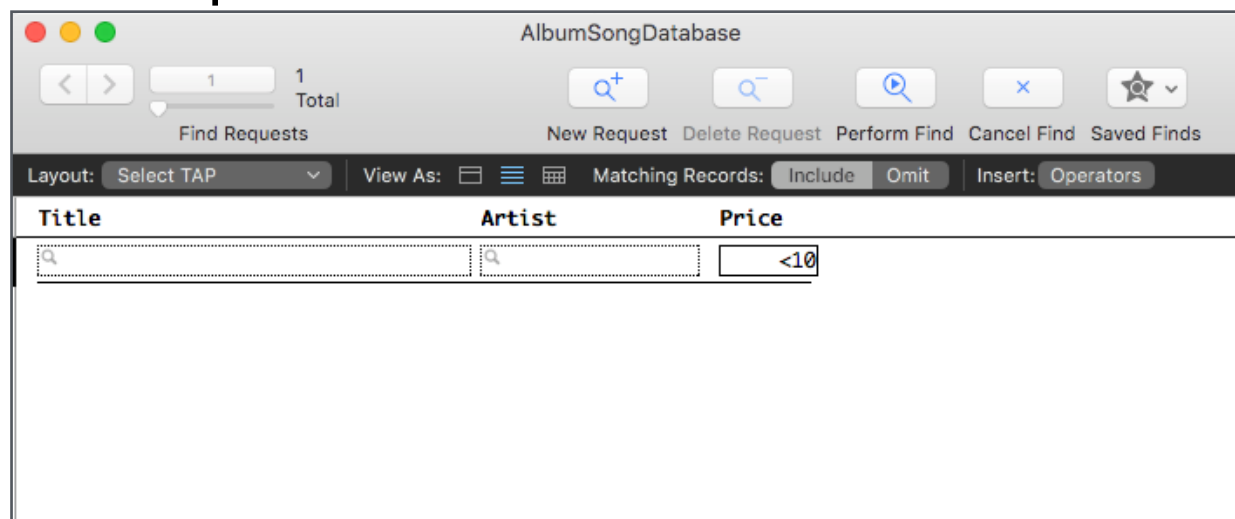 AlbumSongDatabase
1
1
Total
Find Requests
New Request Delete Request Perform Find Cancel Find Saved Finds
Layout: Select TAP View As: Matching Records: Include Omit Insert: Operators
Title Artist Price
<10